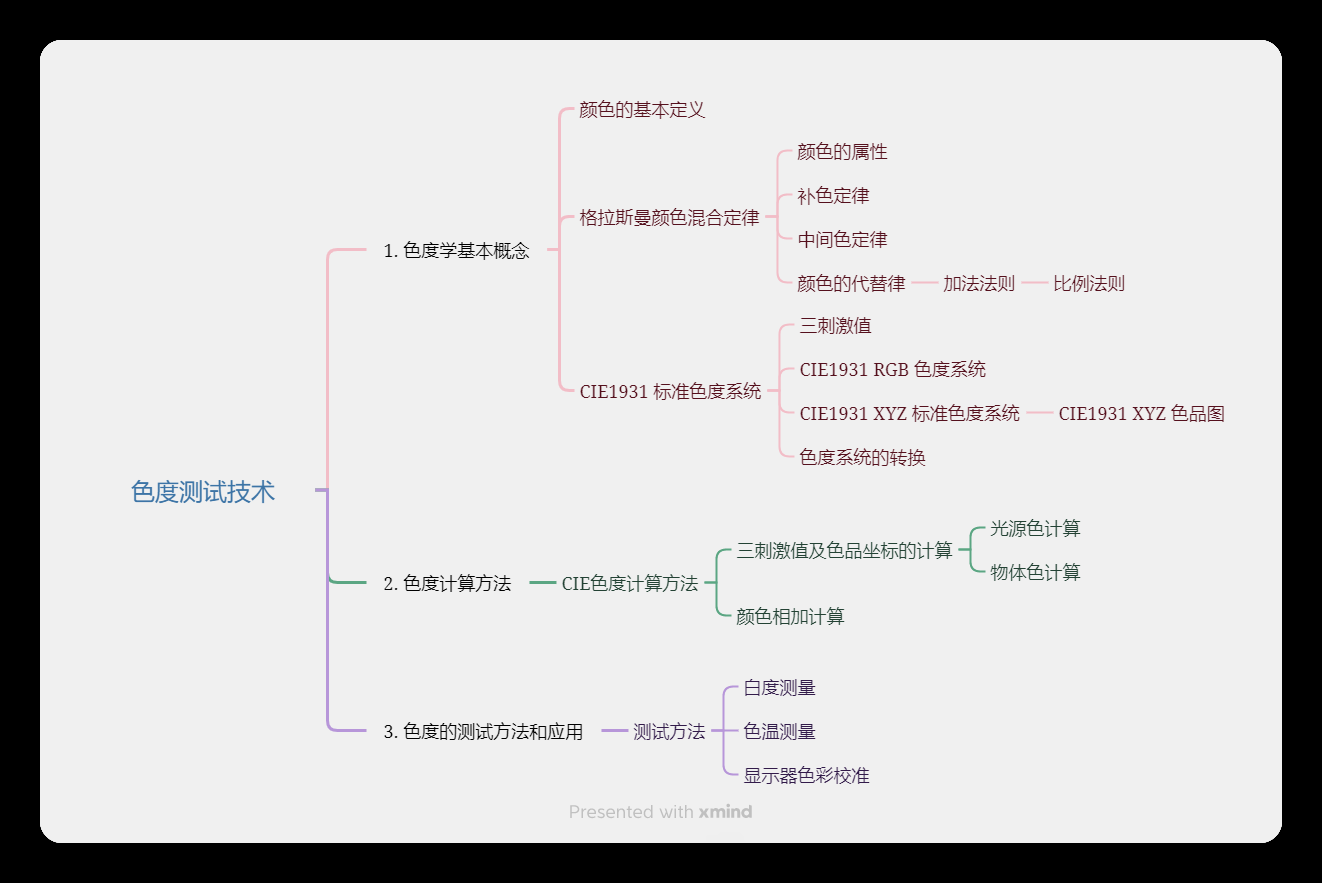 色度测试技术
1. 色度学基本概念
颜色的基本定义
格拉斯曼颜色混合定律
颜色的属性
补色定律
中间色定律
颜色的代替律
加法法则
比例法则
CIE1931 标准色度系统
三刺激值
CIE1931 RGB 色度系统
CIE1931 XYZ 标准色度系统
CIE1931 XYZ 色品图
色度系统的转换
2. 色度计算方法
CIE色度计算方法
三刺激值及色品坐标的计算
光源色计算
物体色计算
颜色相加计算
3. 色度的测试方法和应用
测试方法
白度测量
色温测量
显示器色彩校准
Presented with xmind